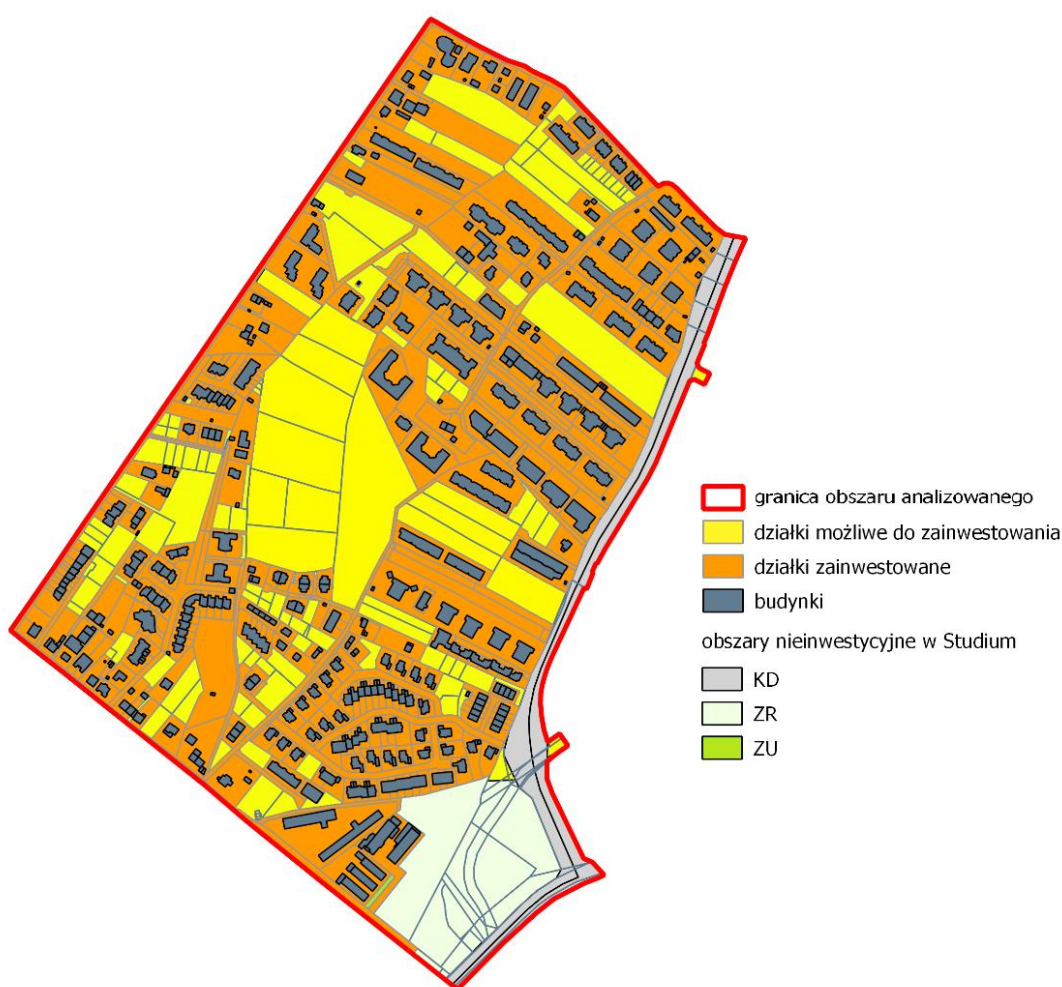 granica obszaru analizowanego
działki możliwe do zainwestowania
działki zainwestowane
budynki
obszary nieinwestycyjne w Studium
KD
ZR
ZU